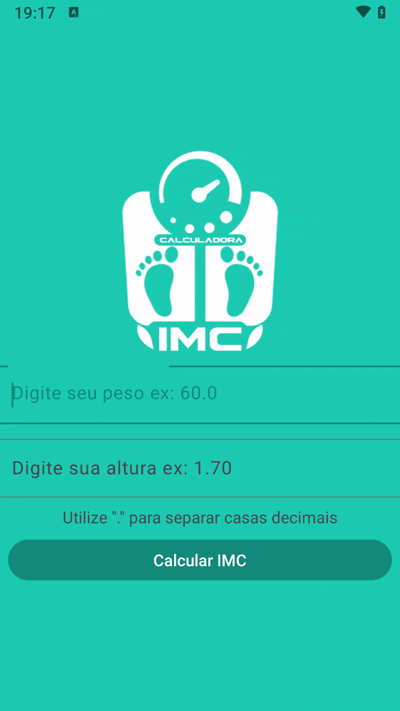 19:17
A
CALCULADORA
IMC
Digite seu peso ex: 60.0
Digite sua altura ex: 1.70
Utilize "." para separar casas decimais
Calcular IMC